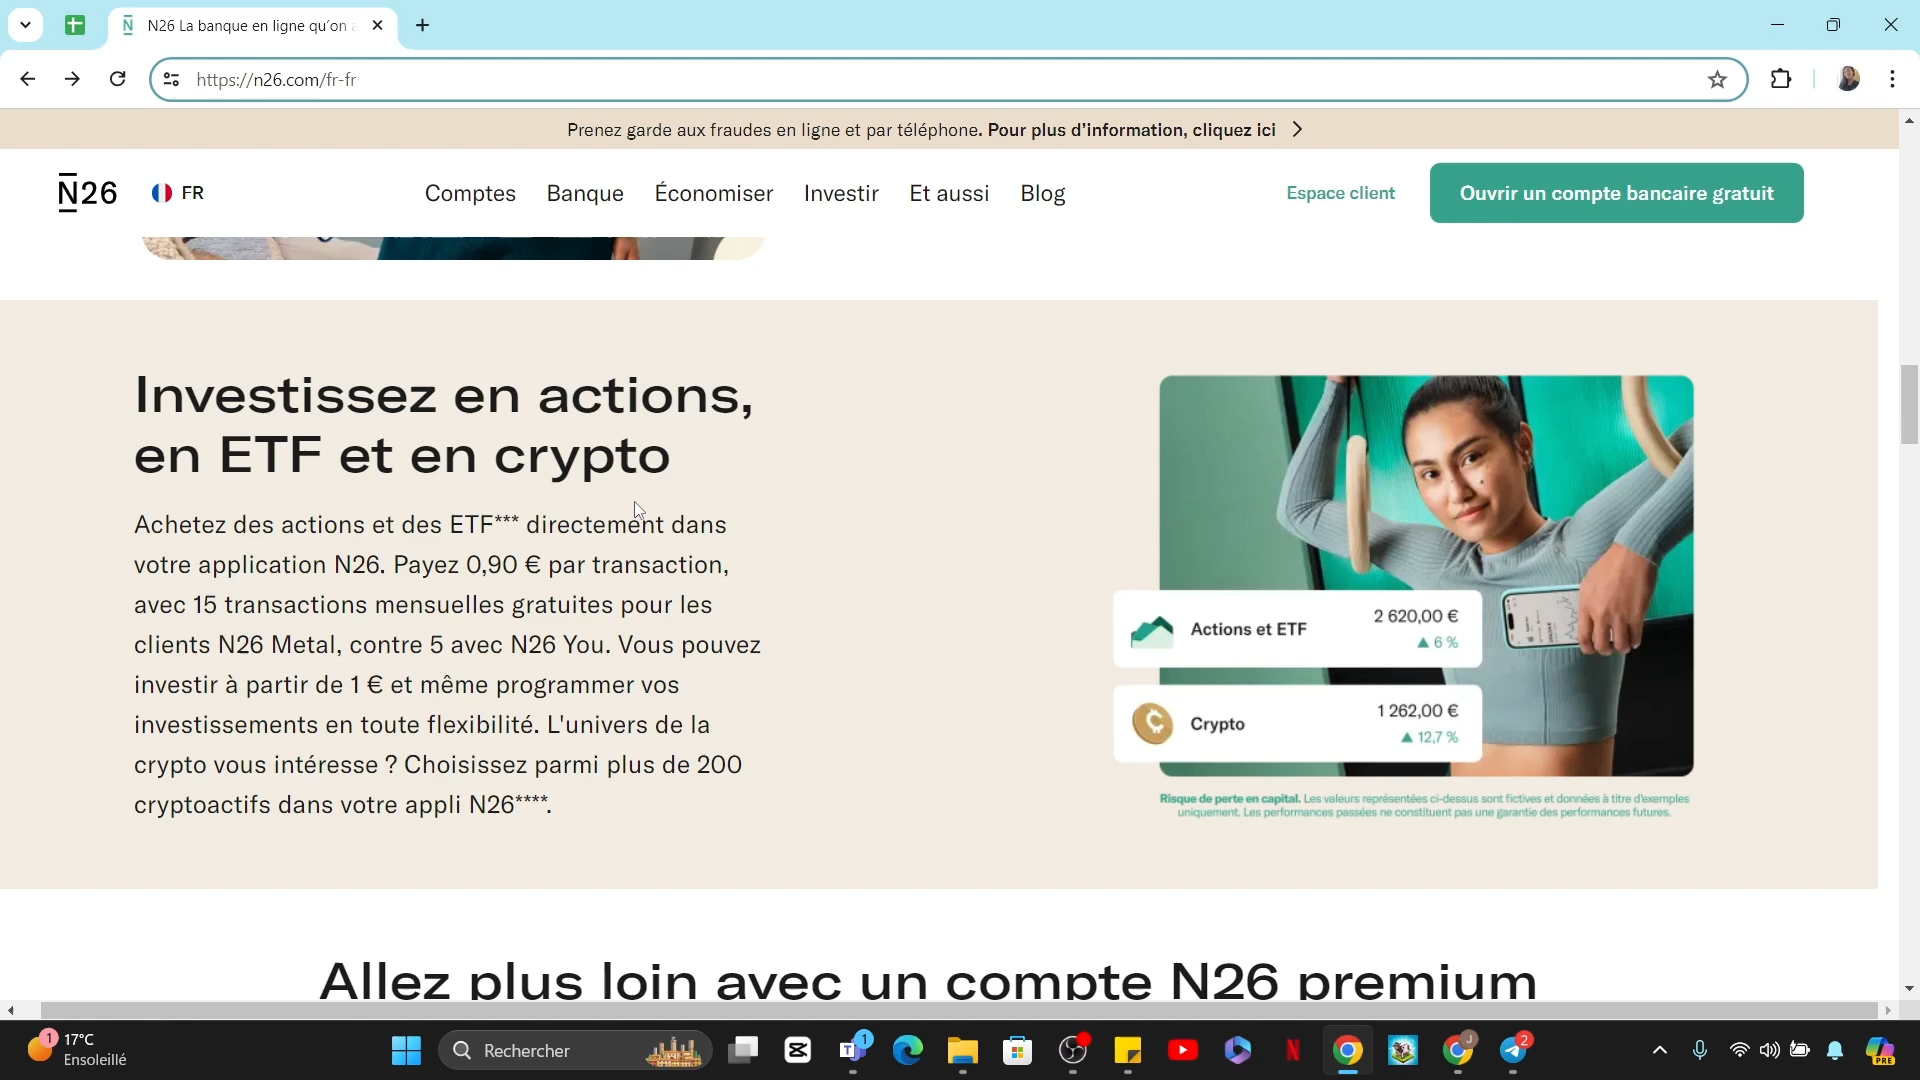 N26 La banque en ligne qu'on
https://n26.com/fr-fr
Prenez garde aux fraudes en ligne et par téléphone. Pour plus d'information, cliquez ici
N26
FR
Comptes
Banque
Économiser
Investir
Et aussi
Blog
Espace client
Ouvrir un compte bancaire gratuit
Investissez en actions,
en ETF et en crypto
Achetez des actions et des ETF*** directement dans
votre application N26. Payez 0,90 € par transaction,
avec 15 transactions mensuelles gratuites pour les
clients N26 Metal, contre 5 avec N26 You. Vous pouvez
investir à partir de 1 € et même programmer vos
investissements en toute flexibilité. L'univers de la
crypto vous intéresse ? Choisissez parmi plus de 200
cryptoactifs dans votre appli N26****.
Actions et ETF
2 620,00 €
▲ 6 %
Crypto
1 262,00 €
▲ 12,7 %
Risque de perte en capital. Les valeurs représentées ci-dessus sont fictives et données à titre d'exemples
uniquement. Les performances passées ne constituent pas une garantie des performances futures.
Allez plus loin avec un compte N26 premium
1
17°C
Ensoleillé
Rechercher
1
J
2
PRE